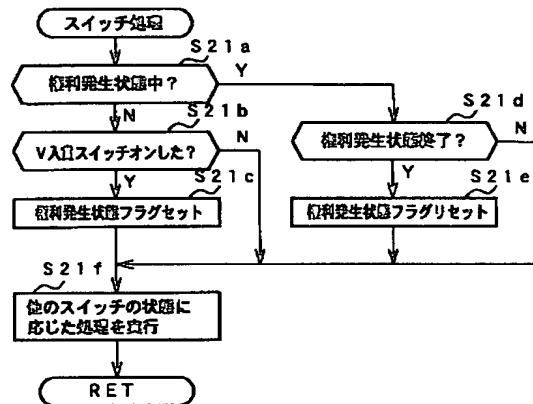 スイッチ処理
S21a
権利発生状態中？
Y
N
S21b
V入賞スイッチオンした？
N
Y
S21c
権利発生状態フラグセット
S21d
権利発生状態終了？
N
Y
S21e
権利発生状態フラグリセット
S21f
他のスイッチの状態に
応じた処理を実行
RET